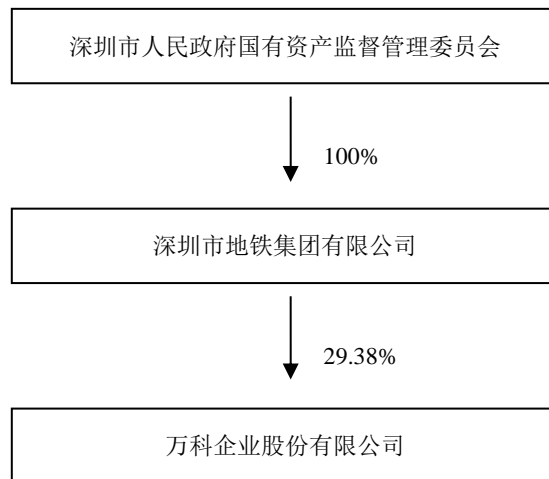 深圳市人民政府国有资产监督管理委员会
100%
深圳市地铁集团有限公司
29.38%
万科企业股份有限公司